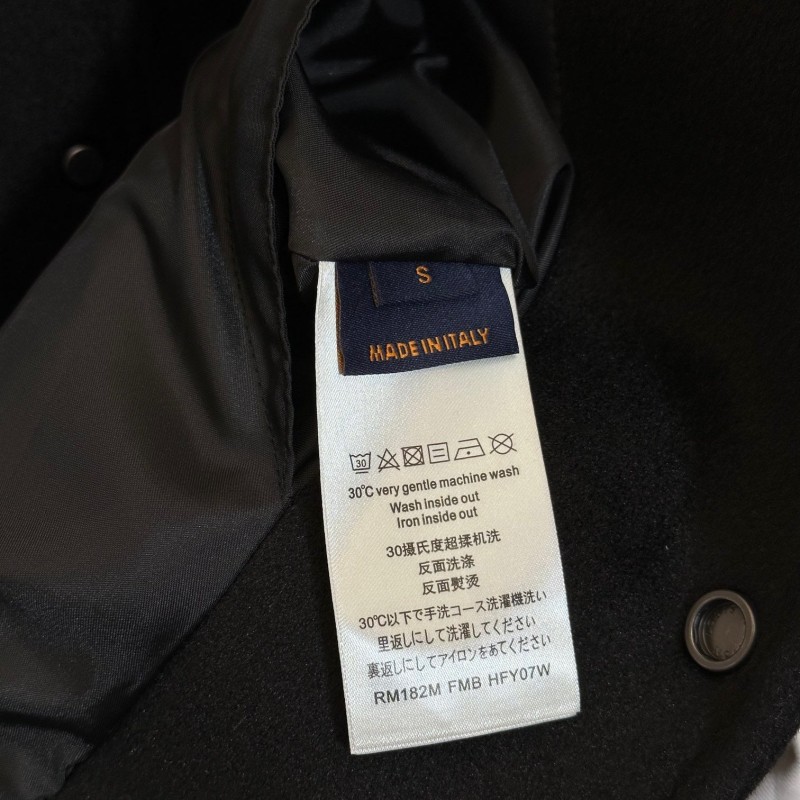 S
MADE IN ITALY
30
30℃ very gentle machine wash
Wash inside out
Iron inside out
30摄氏度超揉机洗
反面洗涤
反面熨烫
30℃以下で手洗コース洗濯機洗い
里返しにして洗濯してください
裏返しにしてアイロンをあてください
RM182M FMB HFY07W